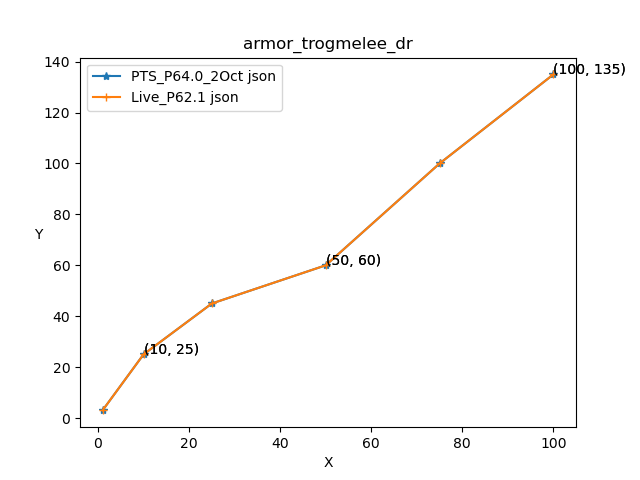 armor_trogmelee_dr
PTS_P64.0_2Oct json
Live_P62.1 json
140
120
100
80
60
40
20
0
Y
(100, 135)
(50, 60)
(10, 25)
0 20 40 60 80 100
X